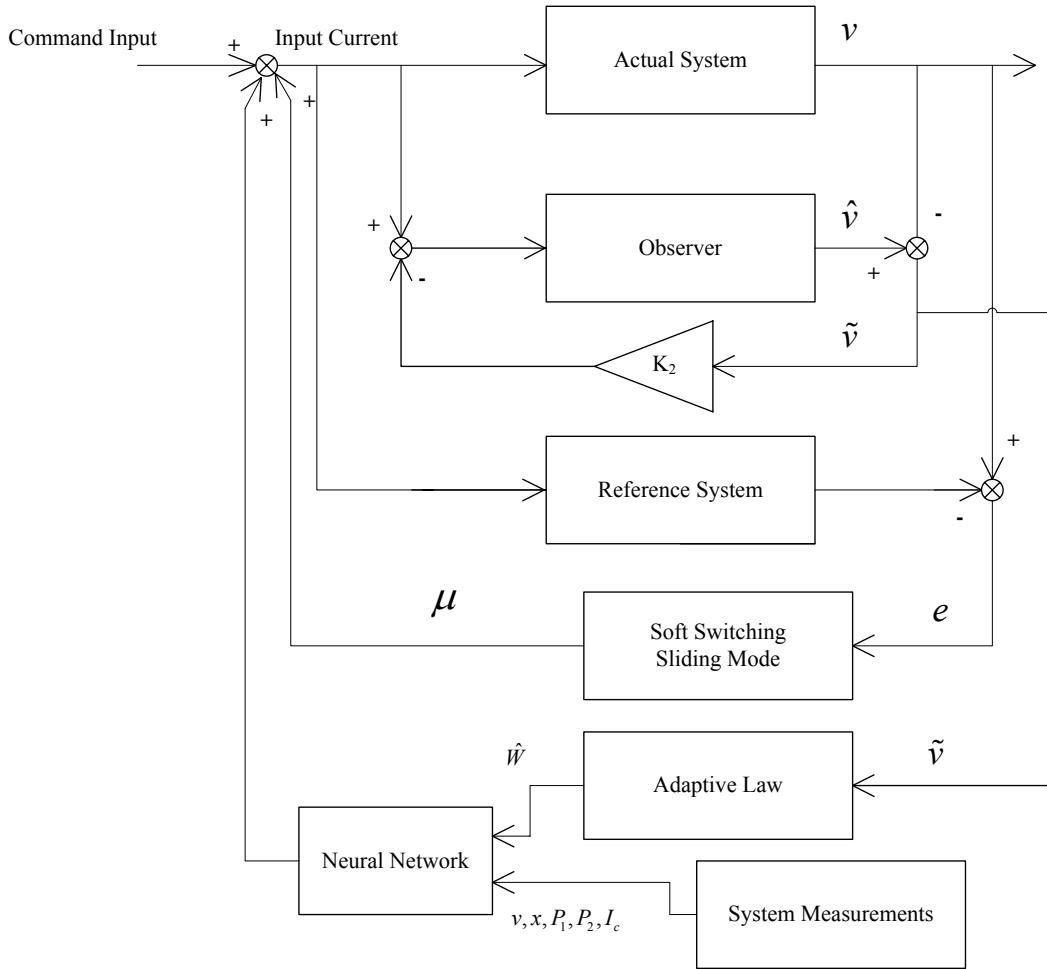 Command Input
+
Input Current
+
+
Actual System
v
+
-
Observer
v̂
-
+
K₂
ṽ
Reference System
+
-
μ
Soft Switching
Sliding Mode
e
Ŵ
Adaptive Law
ṽ
Neural Network
v, x, P₁, P₂, I_c
System Measurements